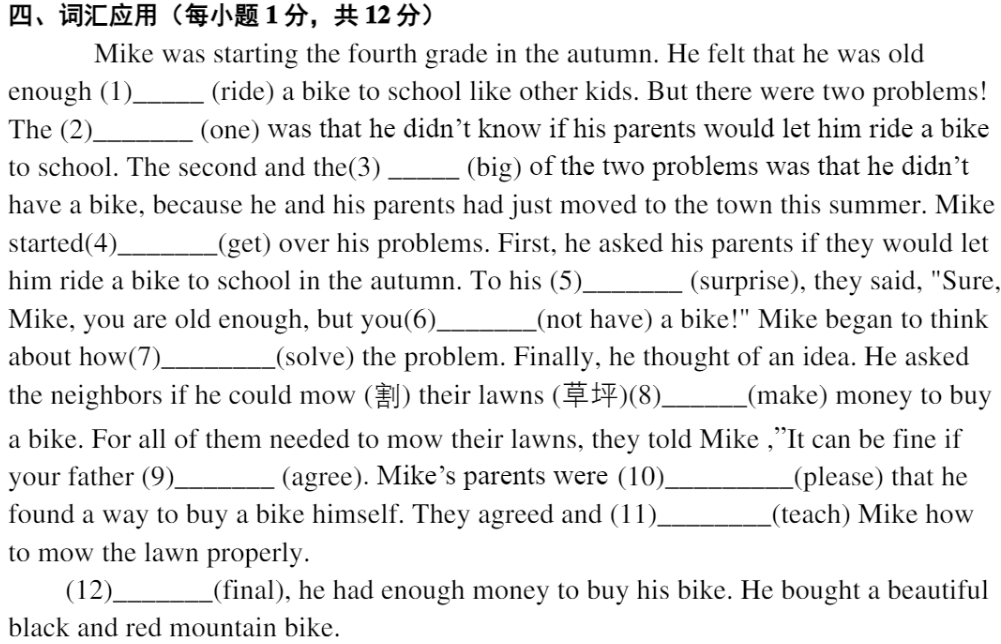 四、词汇应用（每小题 1 分，共 12 分）
Mike was starting the fourth grade in the autumn. He felt that he was old
enough (1)_____ (ride) a bike to school like other kids. But there were two problems!
The (2)_______ (one) was that he didn’t know if his parents would let him ride a bike
to school. The second and the(3) _____ (big) of the two problems was that he didn’t
have a bike, because he and his parents had just moved to the town this summer. Mike
started(4)_______(get) over his problems. First, he asked his parents if they would let
him ride a bike to school in the autumn. To his (5)_______ (surprise), they said, "Sure,
Mike, you are old enough, but you(6)_______(not have) a bike!" Mike began to think
about how(7)________(solve) the problem. Finally, he thought of an idea. He asked
the neighbors if he could mow (割) their lawns (草坪)(8)______(make) money to buy
a bike. For all of them needed to mow their lawns, they told Mike ,”It can be fine if
your father (9)_______ (agree). Mike’s parents were (10)_________(please) that he
found a way to buy a bike himself. They agreed and (11)________(teach) Mike how
to mow the lawn properly.
(12)_______(final), he had enough money to buy his bike. He bought a beautiful
black and red mountain bike.